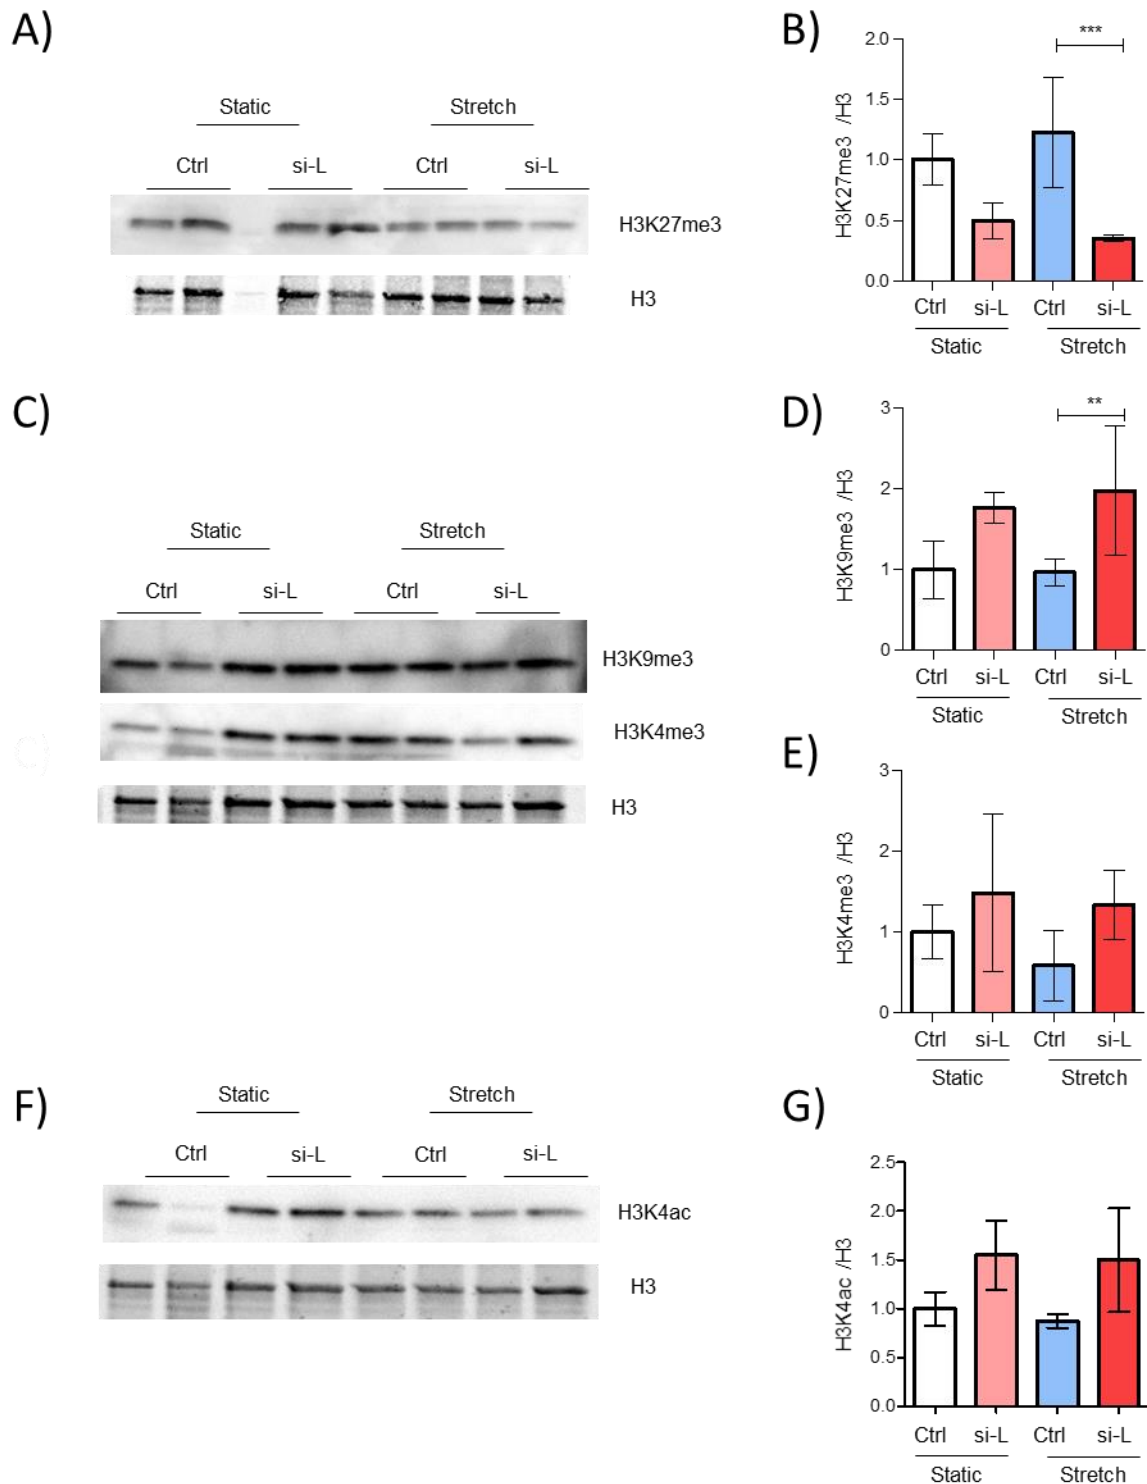 A)
Static Stretch
Ctrl si-L Ctrl si-L
H3K27me3
H3
B)
***
H3K27me3 /H3
2.0
1.5
1.0
0.5
0.0
Ctrl si-L Ctrl si-L
Static Stretch
C)
Static Stretch
Ctrl si-L Ctrl si-L
H3K9me3
H3K4me3
H3
D)
**
H3K9me3 /H3
3
2
1
0
Ctrl si-L Ctrl si-L
Static Stretch
E)
H3K4me3 /H3
3
2
1
0
Ctrl si-L Ctrl si-L
Static Stretch
F)
Static Stretch
Ctrl si-L Ctrl si-L
H3K4ac
H3
G)
H3K4ac /H3
2.5
2.0
1.5
1.0
0.5
0.0
Ctrl si-L Ctrl si-L
Static Stretch